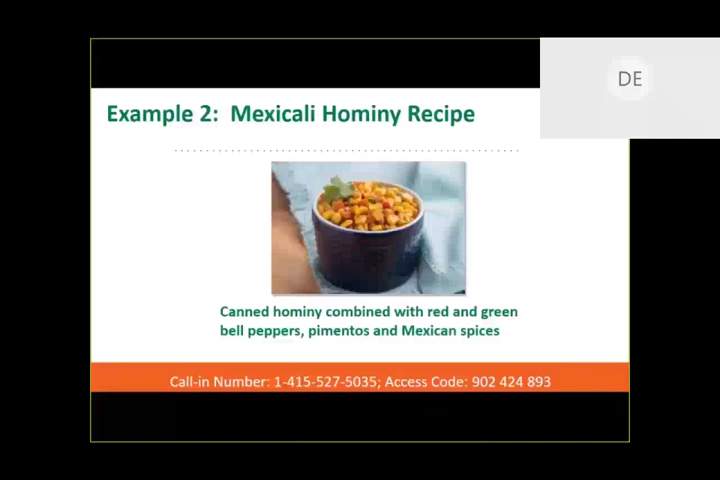 DE
Example 2: Mexicali Hominy Recipe
Canned hominy combined with red and green
bell peppers, pimentos and Mexican spices
Call-in Number: 1-415-527-5035; Access Code: 902 424 893